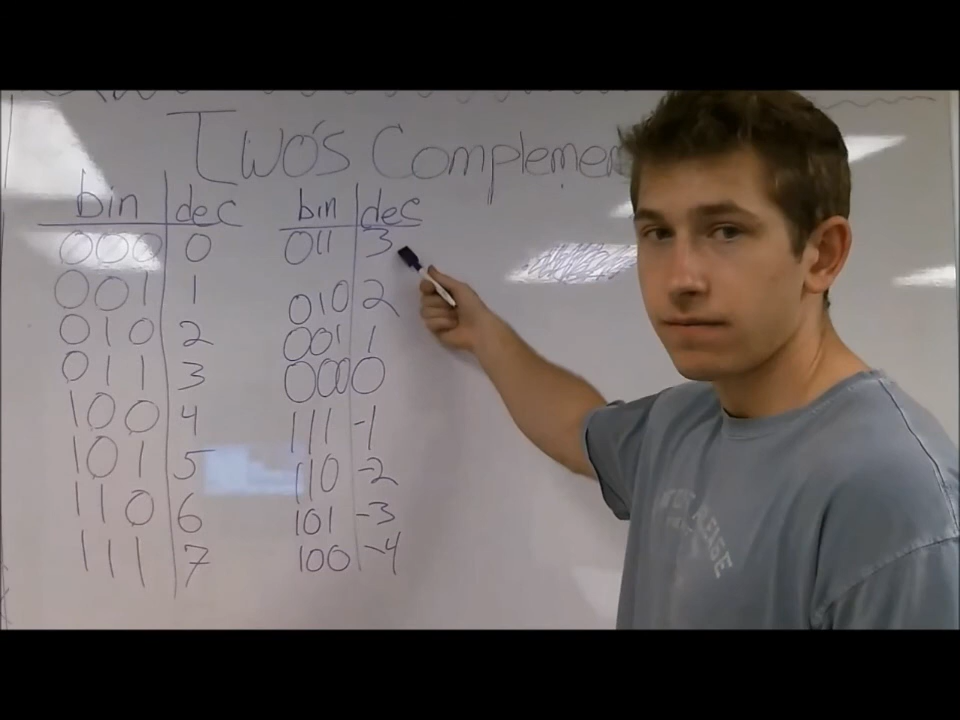 Two's Complemen
bin dec bin dec
000 0 011 3
001 1 010 2
010 2 001 1
011 3 000 0
100 4 111 -1
101 5 110 -2
110 6 101 -3
111 7 100 -4